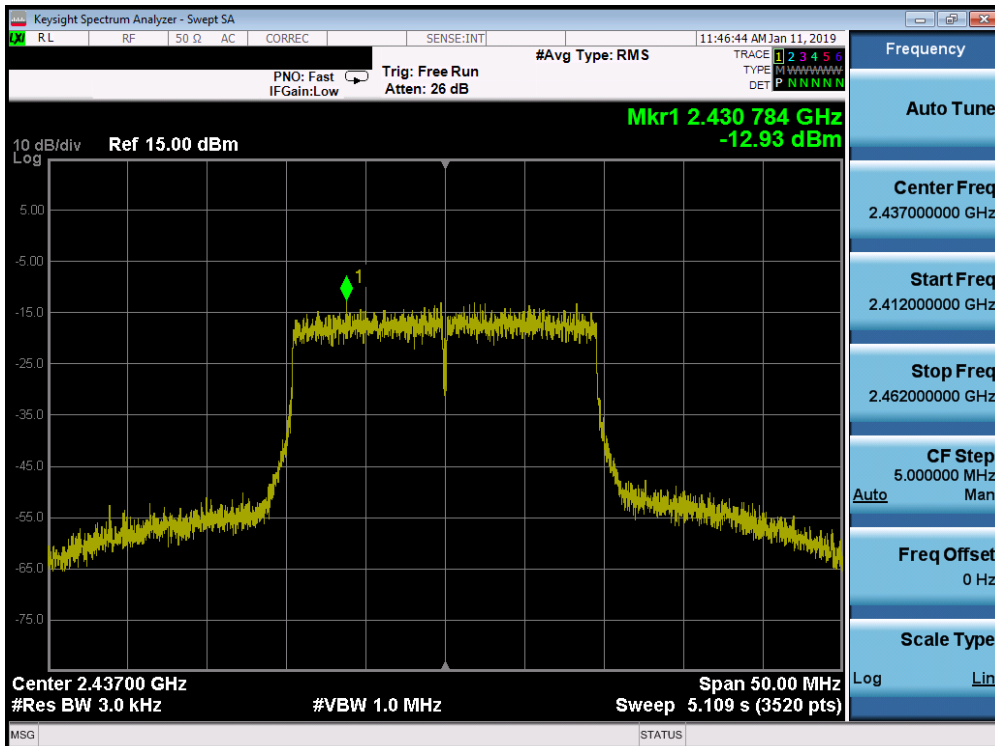 Keysight Spectrum Analyzer - Swept SA
LXI RL RF 50 Ω AC CORREC SENSE:INT 11:46:44 AM Jan 11, 2019
#Avg Type: RMS
PNO: Fast
IFGain:Low
Trig: Free Run
Atten: 26 dB
TRACE 1 2 3 4 5 6
TYPE M WWWWW
DET P N N N N N
Mkr1 2.430 784 GHz
-12.93 dBm
10 dB/div
Log
Ref 15.00 dBm
5.00
-5.00
-15.0
-25.0
-35.0
-45.0
-55.0
-65.0
-75.0
1
Center 2.43700 GHz
#Res BW 3.0 kHz
#VBW 1.0 MHz
Span 50.00 MHz
Sweep 5.109 s (3520 pts)
MSG
STATUS
Frequency
Auto Tune
Center Freq
2.437000000 GHz
Start Freq
2.412000000 GHz
Stop Freq
2.462000000 GHz
CF Step
5.000000 MHz
Auto Man
Freq Offset
0 Hz
Scale Type
Log Lin